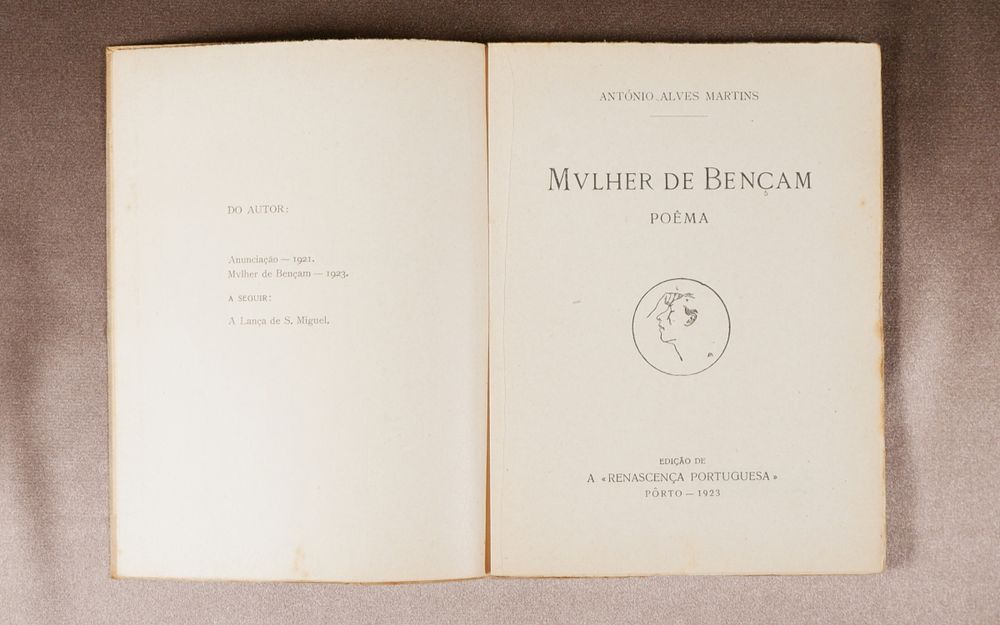 DO AUTOR:
Anunciação — 1921.
Mvlher de Bençam — 1923.
A SEGUIR:
A Lança de S. Miguel.
ANTÓNIO ALVES MARTINS
MVLHER DE BENÇAM
POÊMA
EDIÇÃO DE
A «RENASCENÇA PORTUGUESA»
PÔRTO — 1923